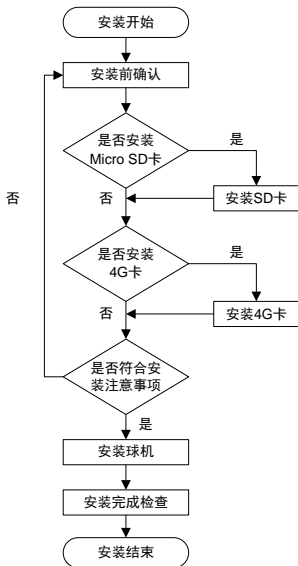 安装开始
安装前确认
是否安装
Micro SD卡
是
否
否
安装SD卡
是否安装
4G卡
是
否
安装4G卡
是否符合安
装注意事项
是
安装球机
安装完成检查
安装结束